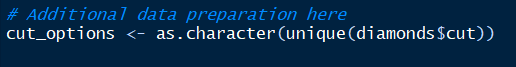 # Additional data preparation here
cut_options <- as.character(unique(diamonds$cut))